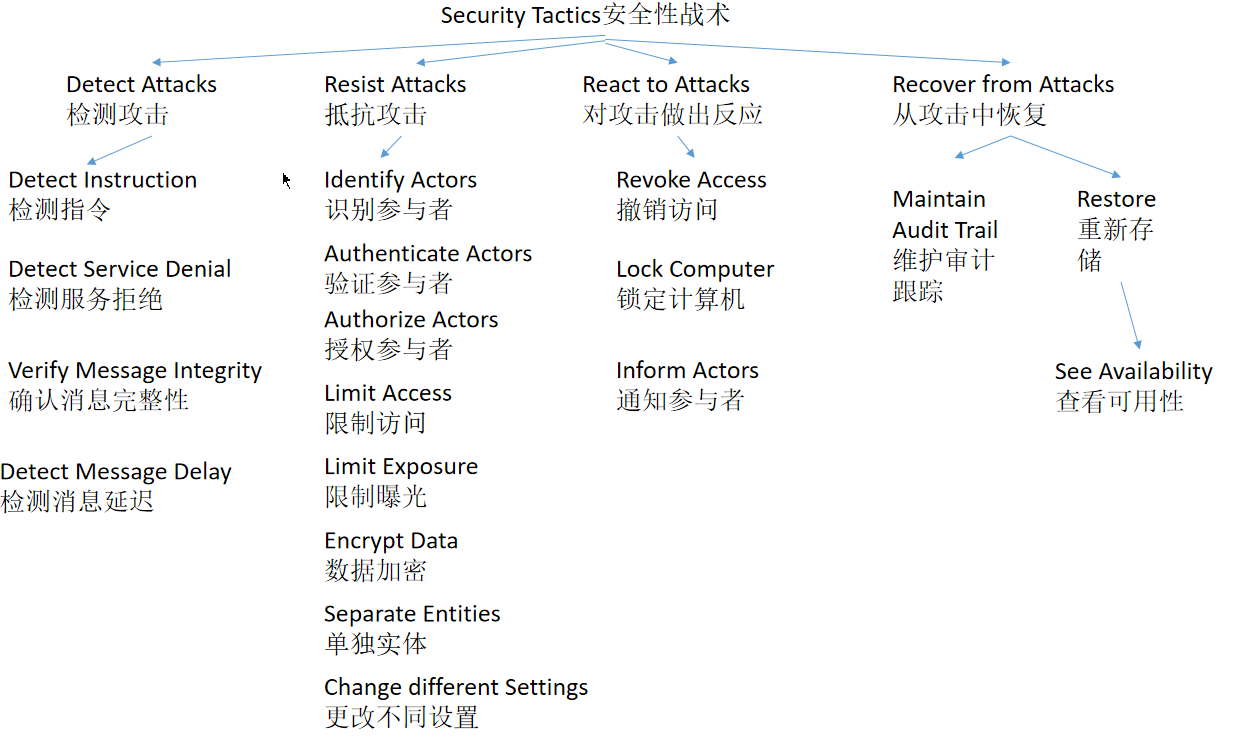 Security Tactics安全性战术
Detect Attacks
检测攻击
Detect Instruction
检测指令
Detect Service Denial
检测服务拒绝
Verify Message Integrity
确认消息完整性
Detect Message Delay
检测消息延迟
Resist Attacks
抵抗攻击
Identify Actors
识别参与者
Authenticate Actors
验证参与者
Authorize Actors
授权参与者
Limit Access
限制访问
Limit Exposure
限制曝光
Encrypt Data
数据加密
Separate Entities
单独实体
Change different Settings
更改不同设置
React to Attacks
对攻击做出反应
Revoke Access
撤销访问
Lock Computer
锁定计算机
Inform Actors
通知参与者
Recover from Attacks
从攻击中恢复
Maintain
Audit Trail
维护审计
跟踪
Restore
重新存
储
See Availability
查看可用性